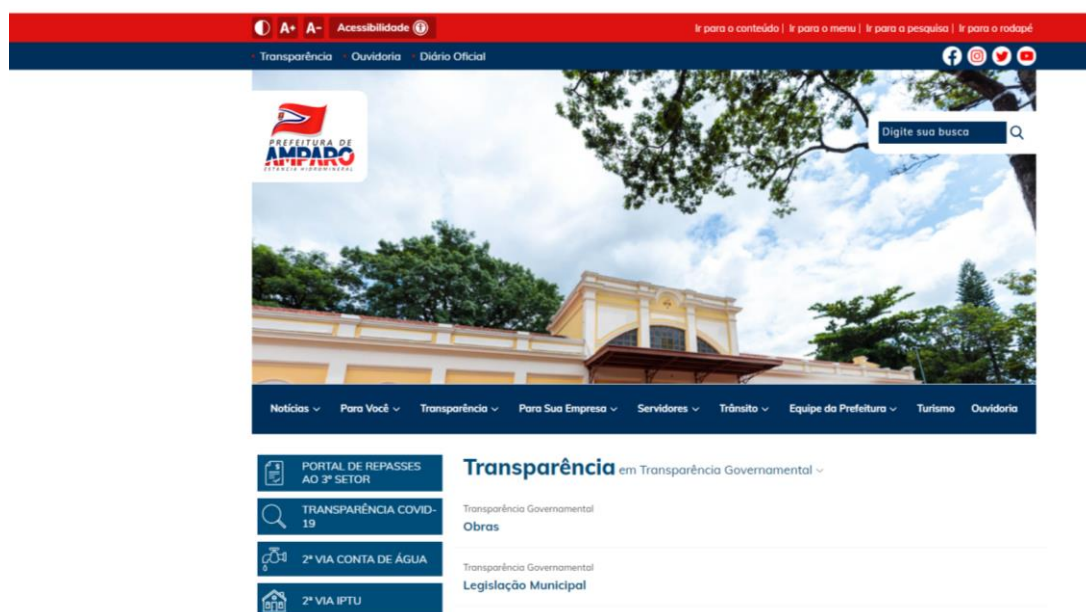 A+ A- Acessibilidade
Ir para o conteúdo | Ir para o menu | Ir para a pesquisa | Ir para o rodapé
Transparência Ouvidoria Diário Oficial
PREFEITURA DE
AMPARO
ESTÂNCIA HIDROMINERAL
Digite sua busca
Notícias Para Você Transparência Para Sua Empresa Servidores Trânsito Equipe da Prefeitura Turismo Ouvidoria
PORTAL DE REPASSES
AO 3º SETOR
TRANSPARÊNCIA COVID-
19
2ª VIA CONTA DE ÁGUA
2ª VIA IPTU
Transparência em Transparência Governamental
Transparência Governamental
Obras
Transparência Governamental
Legislação Municipal